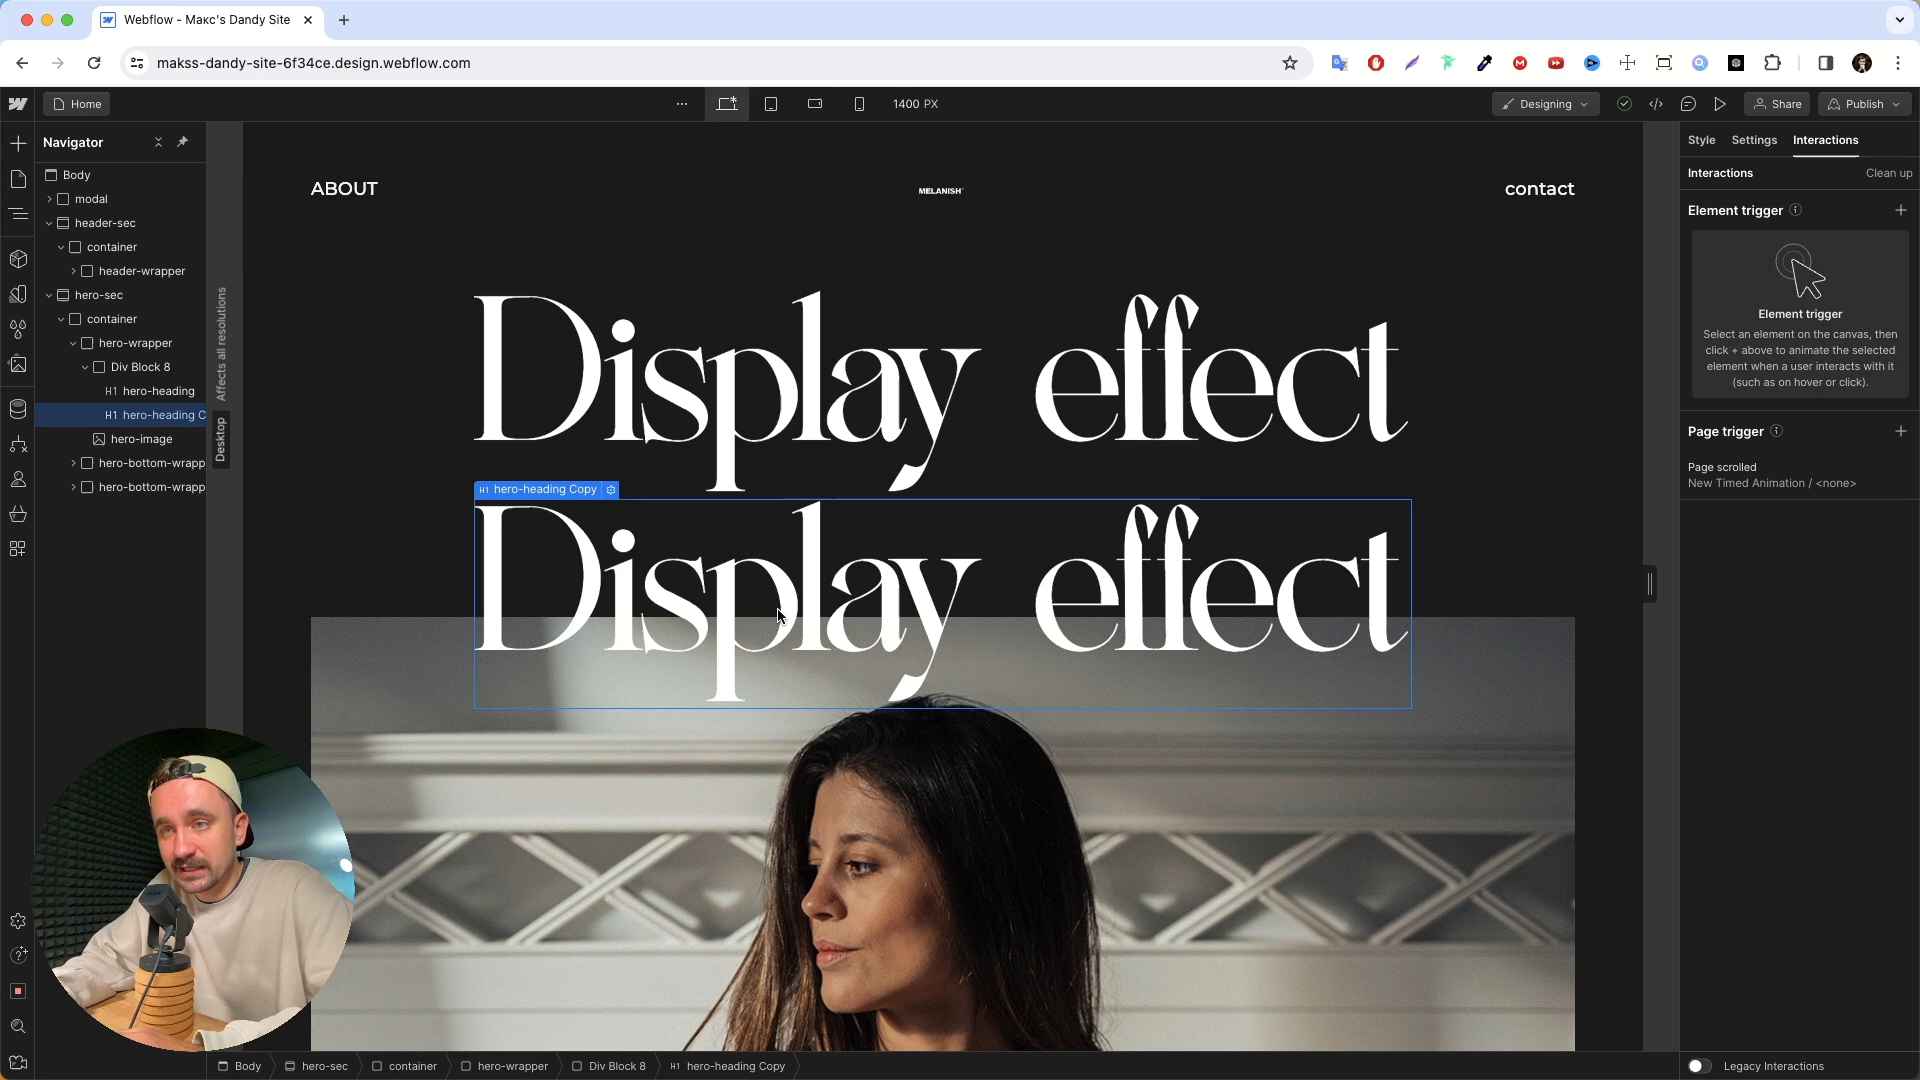 Webflow - Макс's Dandy Site
makss-dandy-site-6f34ce.design.webflow.com
Home
1400 PX
Designing
Share
Publish
Navigator
Body
modal
header-sec
container
header-wrapper
hero-sec
container
hero-wrapper
Div Block 8
H1 hero-heading
H1 hero-heading C
hero-image
hero-bottom-wrapp
hero-bottom-wrapp
Affects all resolutions
Desktop
ABOUT
MELANISH
contact
Display effect
H1 hero-heading Copy
Display effect
Style
Settings
Interactions
Interactions
Clean up
Element trigger
Element trigger
Select an element on the canvas, then
click + above to animate the selected
element when a user interacts with it
(such as on hover or click).
Page trigger
Page scrolled
New Timed Animation / <none>
Body
hero-sec
container
hero-wrapper
Div Block 8
H1 hero-heading Copy
Legacy Interactions